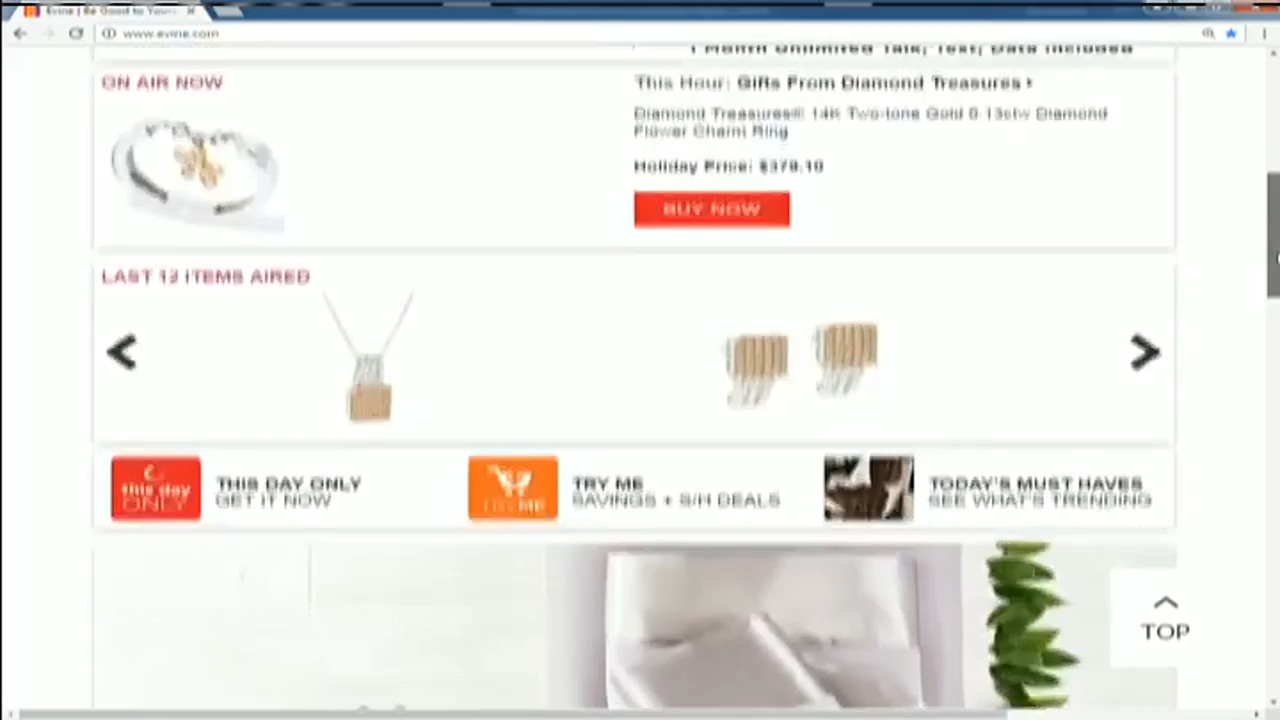 Evine | Be Good to Your
www.evine.com
1 Month Unlimited Talk, Text, Data Included
ON AIR NOW
This Hour: Gifts From Diamond Treasures
Diamond Treasures® 14K Two-tone Gold 0.13ctw Diamond
Flower Charm Ring
Holiday Price: $379.10
BUY NOW
LAST 12 ITEMS AIRED
this day
ONLY
THIS DAY ONLY
GET IT NOW
TRY ME
TRY ME
SAVINGS + S/H DEALS
TODAY'S MUST HAVES
SEE WHAT'S TRENDING
TOP